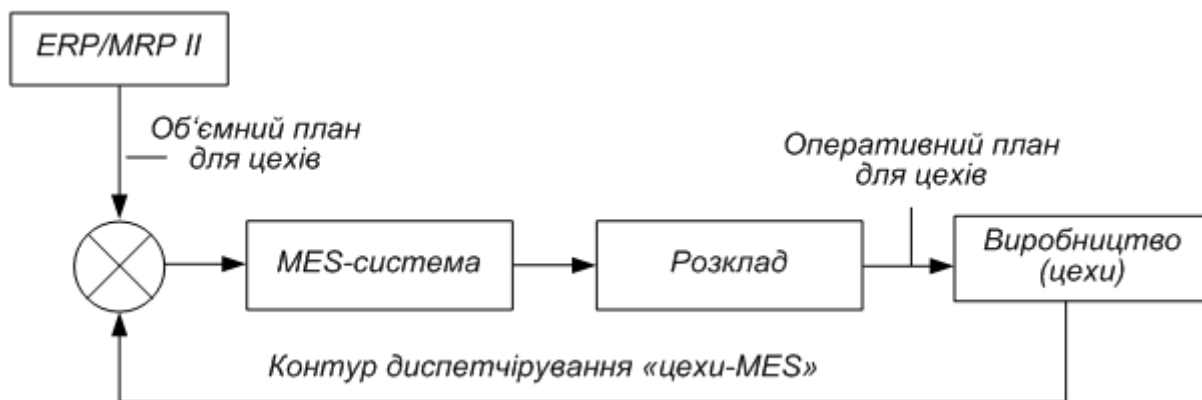 ERP/MRP II
Об‘ємний план
для цехів
Оперативний план
для цехів
MES-система
Розклад
Виробництво
(цехи)
Контур диспетчірування «цехи-MES»